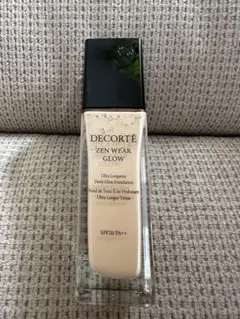 DECORTÉ
ZEN WEAR
GLOW
Ultra Longwear
Dewy Glow Foundation
Fond de Teint Éclat Hydratant
Ultra Longue Tenue
SPF20/PA++